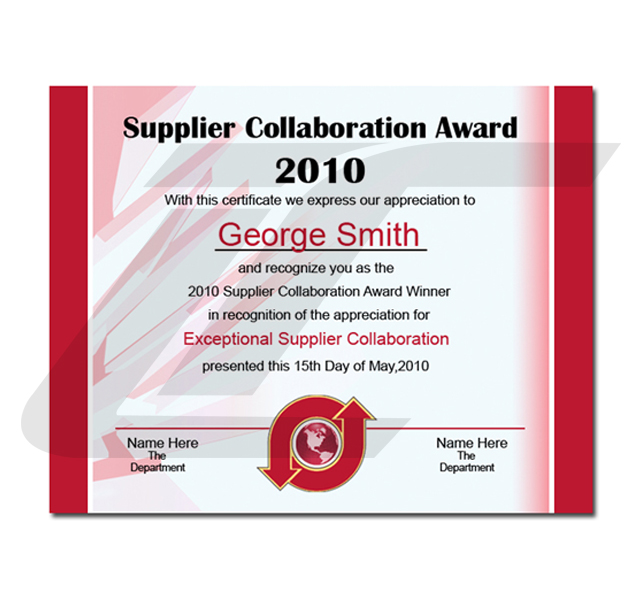 Supplier Collaboration Award
2010
With this certificate we express our appreciation to
George Smith
and recognize you as the
2010 Supplier Collaboration Award Winner
in recognition of the appreciation for
Exceptional Supplier Collaboration
presented this 15th Day of May,2010
Name Here
The
Department
Name Here
The
Department